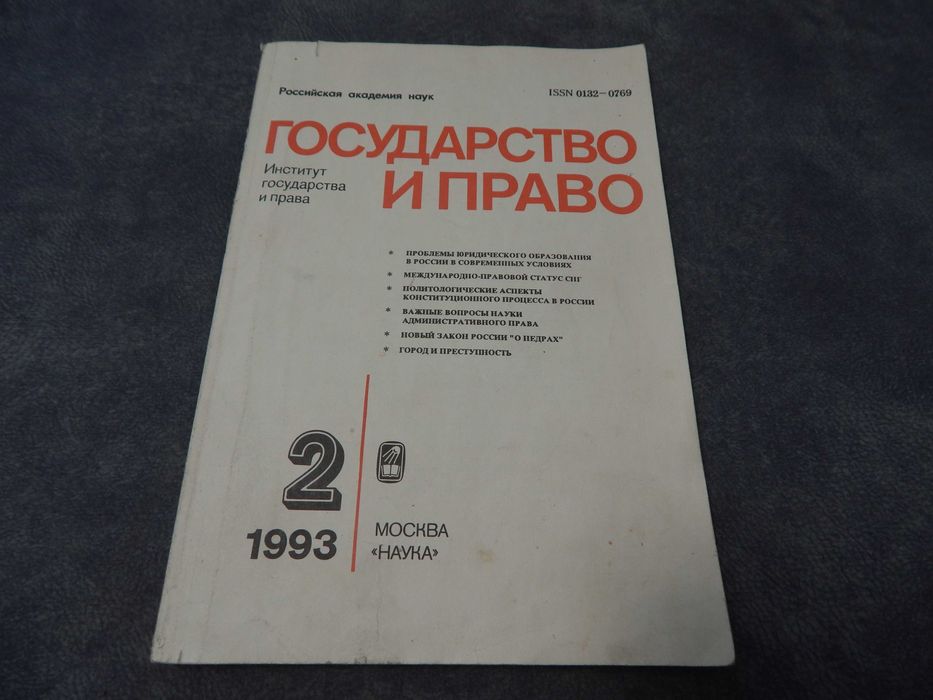 Российская академия наук
ISSN 0132-0769
ГОСУДАРСТВО
И ПРАВО
Институт
государства
и права
* ПРОБЛЕМЫ ЮРИДИЧЕСКОГО ОБРАЗОВАНИЯ
В РОССИИ В СОВРЕМЕННЫХ УСЛОВИЯХ
* МЕЖДУНАРОДНО-ПРАВОВОЙ СТАТУС СНГ
* ПОЛИТОЛОГИЧЕСКИЕ АСПЕКТЫ
КОНСТИТУЦИОННОГО ПРОЦЕССА В РОССИИ
* ВАЖНЫЕ ВОПРОСЫ НАУКИ
АДМИНИСТРАТИВНОГО ПРАВА
* НОВЫЙ ЗАКОН РОССИИ "О НЕДРАХ"
* ГОРОД И ПРЕСТУПНОСТЬ
2
1993
МОСКВА
«НАУКА»